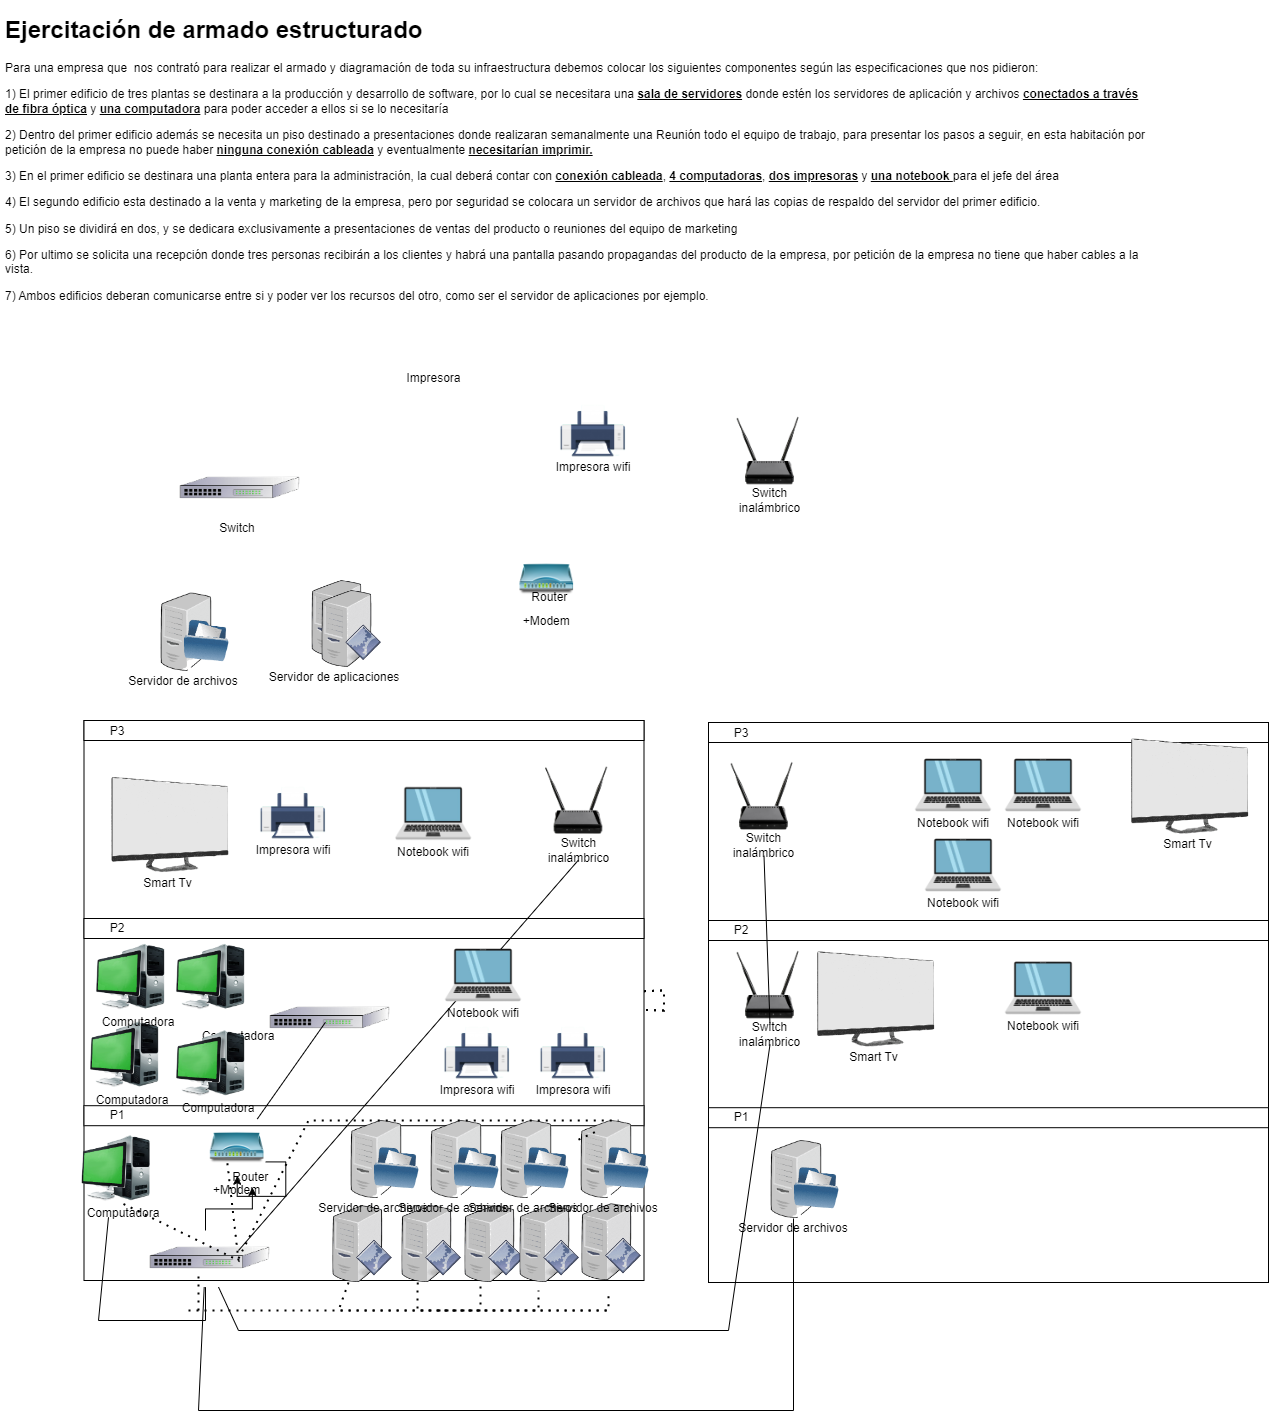 Ejercitación de armado estructurado
Para una empresa que  nos contrató para realizar el armado y diagramación de toda su infraestructura debemos colocar los siguientes componentes según las especificaciones que nos pidieron:
1) El primer edificio de tres plantas se destinara a la producción y desarrollo de software, por lo cual se necesitara una sala de servidores donde estén los servidores de aplicación y archivos conectados a través
de fibra óptica y una computadora para poder acceder a ellos si se lo necesitaría
2) Dentro del primer edificio además se necesita un piso destinado a presentaciones donde realizaran semanalmente una Reunión todo el equipo de trabajo, para presentar los pasos a seguir, en esta habitación por
petición de la empresa no puede haber ninguna conexión cableada y eventualmente necesitarían imprimir.
3) En el primer edificio se destinara una planta entera para la administración, la cual deberá contar con conexión cableada, 4 computadoras, dos impresoras y una notebook para el jefe del área
4) El segundo edificio esta destinado a la venta y marketing de la empresa, pero por seguridad se colocara un servidor de archivos que hará las copias de respaldo del servidor del primer edificio.
5) Un piso se dividirá en dos, y se dedicara exclusivamente a presentaciones de ventas del producto o reuniones del equipo de marketing
6) Por ultimo se solicita una recepción donde tres personas recibirán a los clientes y habrá una pantalla pasando propagandas del producto de la empresa, por petición de la empresa no tiene que haber cables a la
vista.
7) Ambos edificios deberan comunicarse entre si y poder ver los recursos del otro, como ser el servidor de aplicaciones por ejemplo.
Impresora
Impresora wifi
Switch
inalámbrico
Switch
Router
+Modem
Servidor de archivos
Servidor de aplicaciones
P3
Smart Tv
Impresora wifi
Notebook wifi
Switch
inalámbrico
P2
Computadora
Computadora
Computadora
Computadora
Notebook wifi
Impresora wifi
Impresora wifi
P1
Computadora
Router
+Modem
Servidor de archivos
Servidor de archivos
Servidor de archivos
Servidor de archivos
P3
Switch
inalámbrico
Notebook wifi
Notebook wifi
Notebook wifi
Smart Tv
P2
Switch
inalámbrico
Smart Tv
Notebook wifi
P1
Servidor de archivos